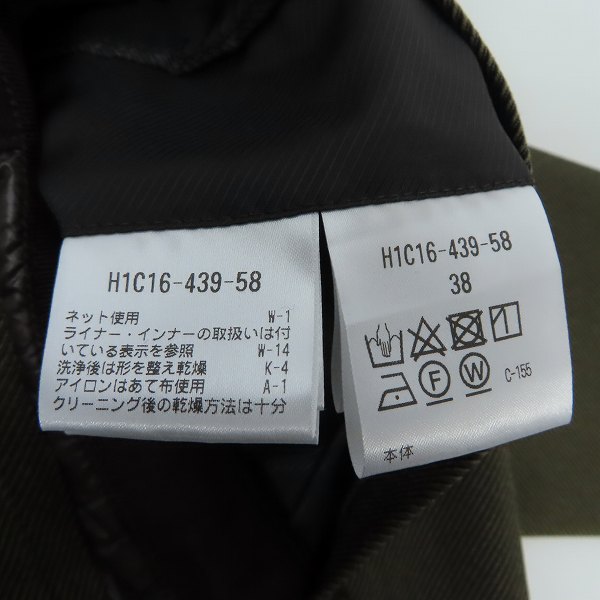 H1C16-439-58
ネット使用 W-1
ライナー・インナーの取扱いは付
いている表示を参照 W-14
洗浄後は形を整え乾燥 K-4
アイロンはあて布使用 A-1
クリーニング後の乾燥方法は十分
H1C16-439-58
38
F
W
C-155
本体